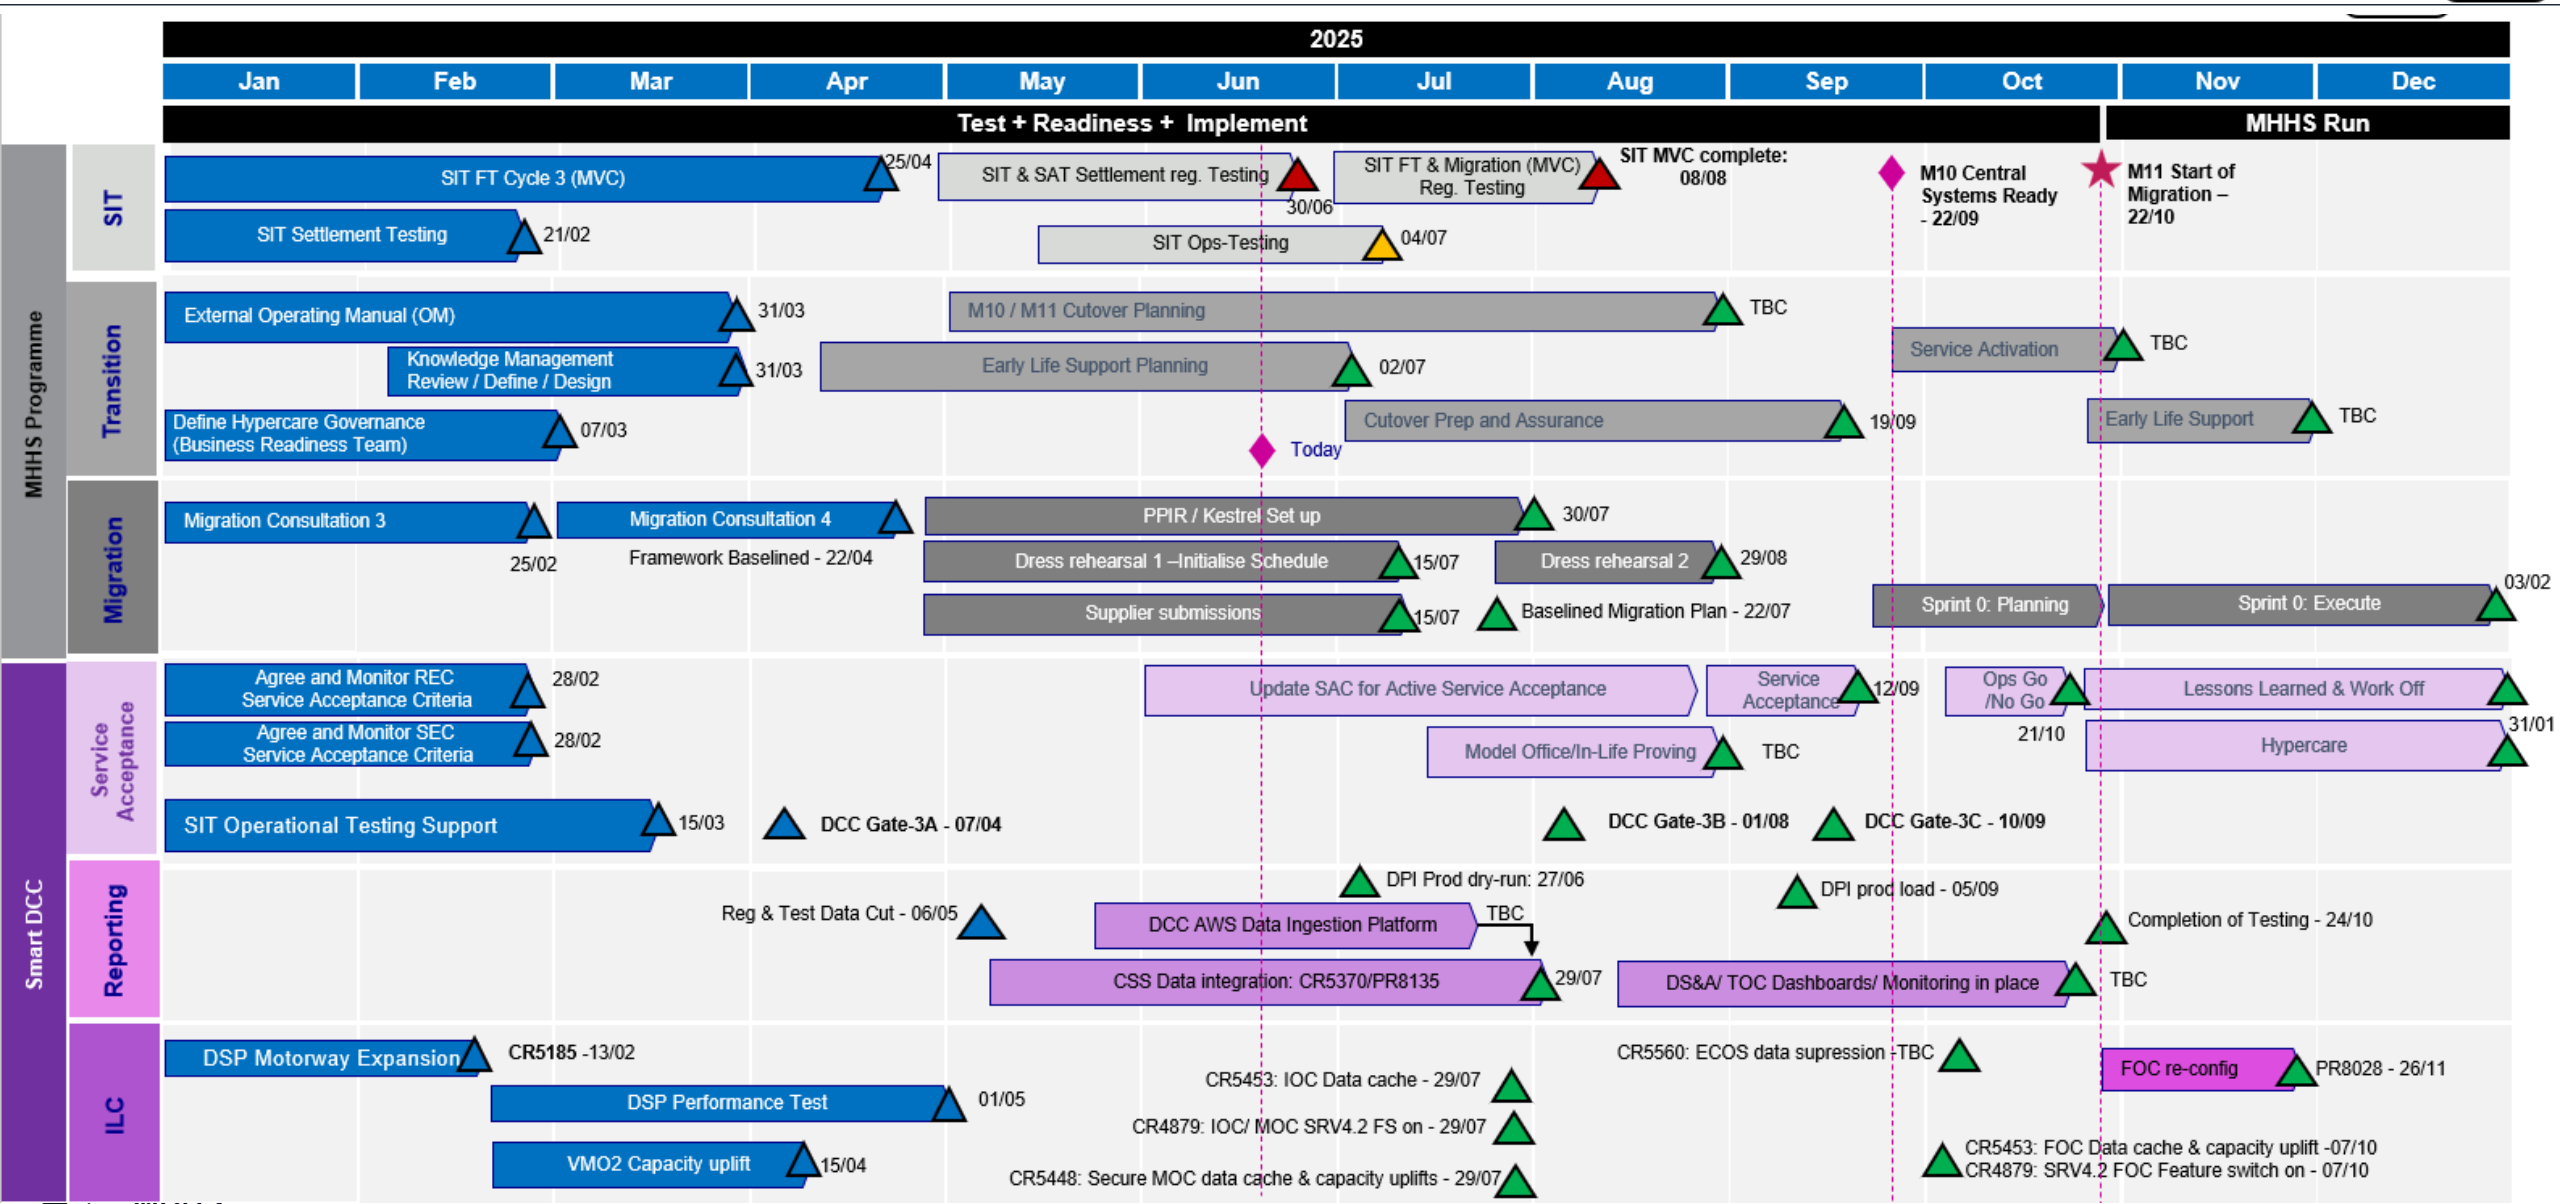 2025
Jan Feb Mar Apr May Jun Jul Aug Sep Oct Nov Dec
Test + Readiness + Implement
MHHS Run
MHHS Programme
SIT
SIT FT Cycle 3 (MVC)
25/04
SIT & SAT Settlement reg. Testing
30/06
SIT FT & Migration (MVC)
Reg. Testing
SIT MVC complete:
08/08
M10 Central
Systems Ready
- 22/09
M11 Start of
Migration –
22/10
SIT Settlement Testing
21/02
SIT Ops-Testing
04/07
Transition
External Operating Manual (OM)
31/03
M10 / M11 Cutover Planning
TBC
Service Activation
TBC
Knowledge Management
Review / Define / Design
31/03
Early Life Support Planning
02/07
Define Hypercare Governance
(Business Readiness Team)
07/03
Cutover Prep and Assurance
19/09
Early Life Support
TBC
Today
Migration
Migration Consultation 3
25/02
Migration Consultation 4
Framework Baselined - 22/04
PPIR / Kestrel Set up
30/07
Dress rehearsal 1 –Initialise Schedule
15/07
Dress rehearsal 2
29/08
Supplier submissions
15/07
Baselined Migration Plan - 22/07
Sprint 0: Planning
Sprint 0: Execute
03/02
Smart DCC
Service
Acceptance
Agree and Monitor REC
Service Acceptance Criteria
28/02
Update SAC for Active Service Acceptance
Service
Acceptance
12/09
Ops Go
/No Go
21/10
Lessons Learned & Work Off
Agree and Monitor SEC
Service Acceptance Criteria
28/02
Model Office/In-Life Proving
TBC
Hypercare
31/01
SIT Operational Testing Support
15/03
DCC Gate-3A - 07/04
DCC Gate-3B - 01/08
DCC Gate-3C - 10/09
Reporting
DPI Prod dry-run: 27/06
DPI prod load - 05/09
Reg & Test Data Cut - 06/05
DCC AWS Data Ingestion Platform
TBC
Completion of Testing - 24/10
CSS Data integration: CR5370/PR8135
29/07
DS&A/ TOC Dashboards/ Monitoring in place
TBC
ILC
DSP Motorway Expansion
CR5185 -13/02
CR5560: ECOS data supression -TBC
FOC re-config
PR8028 - 26/11
CR5453: IOC Data cache - 29/07
DSP Performance Test
01/05
CR4879: IOC/ MOC SRV4.2 FS on - 29/07
VMO2 Capacity uplift
15/04
CR5448: Secure MOC data cache & capacity uplifts - 29/07
CR5453: FOC Data cache & capacity uplift -07/10
CR4879: SRV4.2 FOC Feature switch on - 07/10